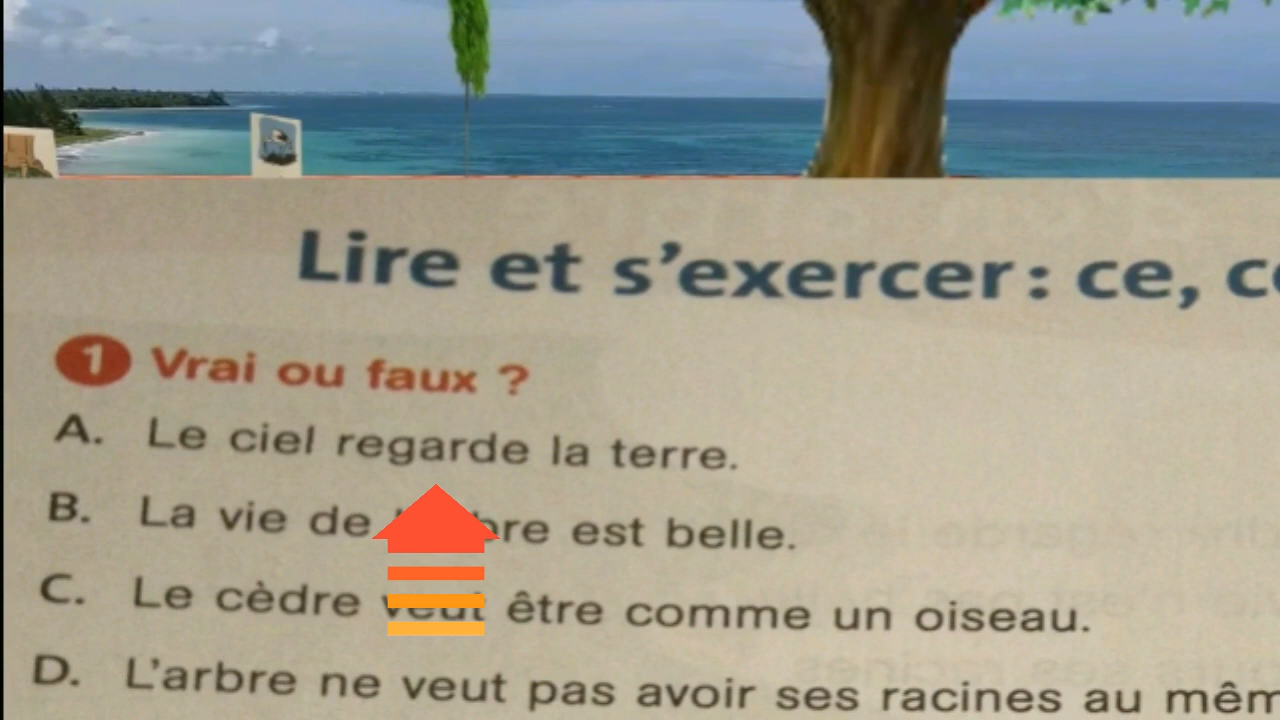 Lire et s'exercer : ce,
1 Vrai ou faux ?
A. Le ciel regarde la terre.
B. La vie de est belle.
C. Le cèdre veut être comme un oiseau.
D. L'arbre ne veut pas avoir ses racines au